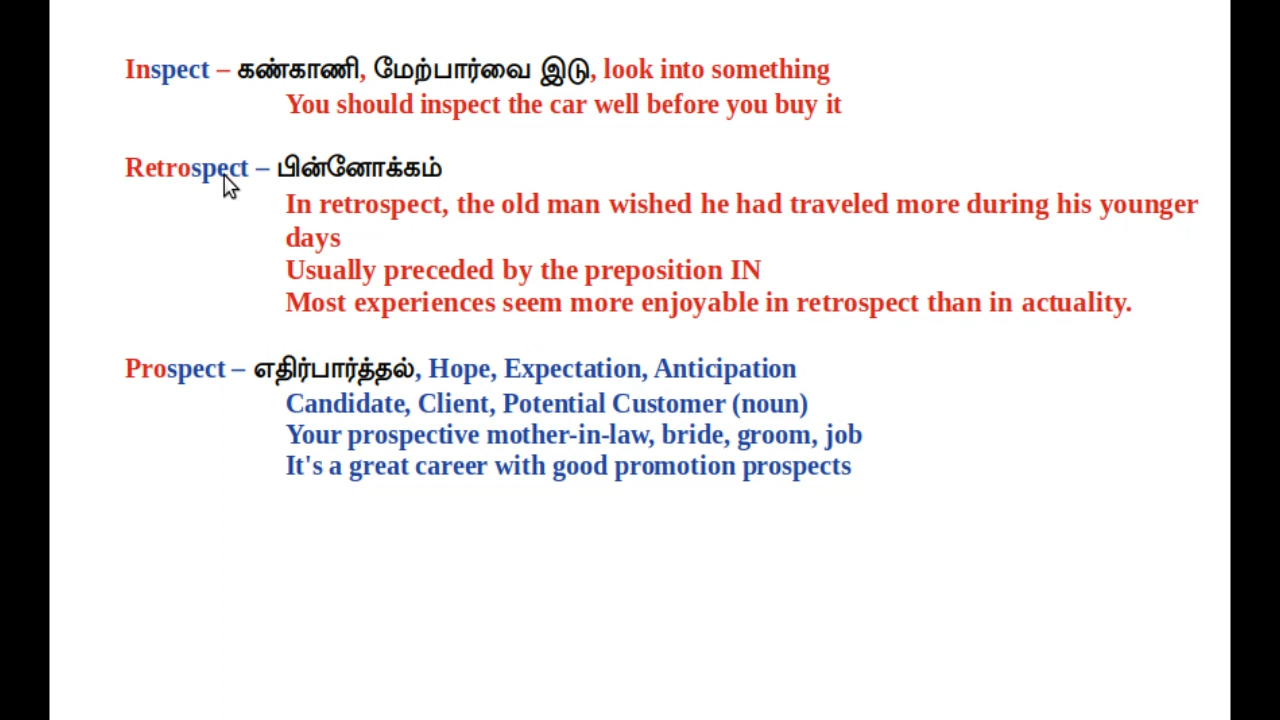 Inspect – கண்காணி, மேற்பார்வை இடு, look into something
You should inspect the car well before you buy it
Retrospect – பின்னோக்கம்
In retrospect, the old man wished he had traveled more during his younger
days
Usually preceded by the preposition IN
Most experiences seem more enjoyable in retrospect than in actuality.
Prospect – எதிர்பார்த்தல், Hope, Expectation, Anticipation
Candidate, Client, Potential Customer (noun)
Your prospective mother-in-law, bride, groom, job
It's a great career with good promotion prospects